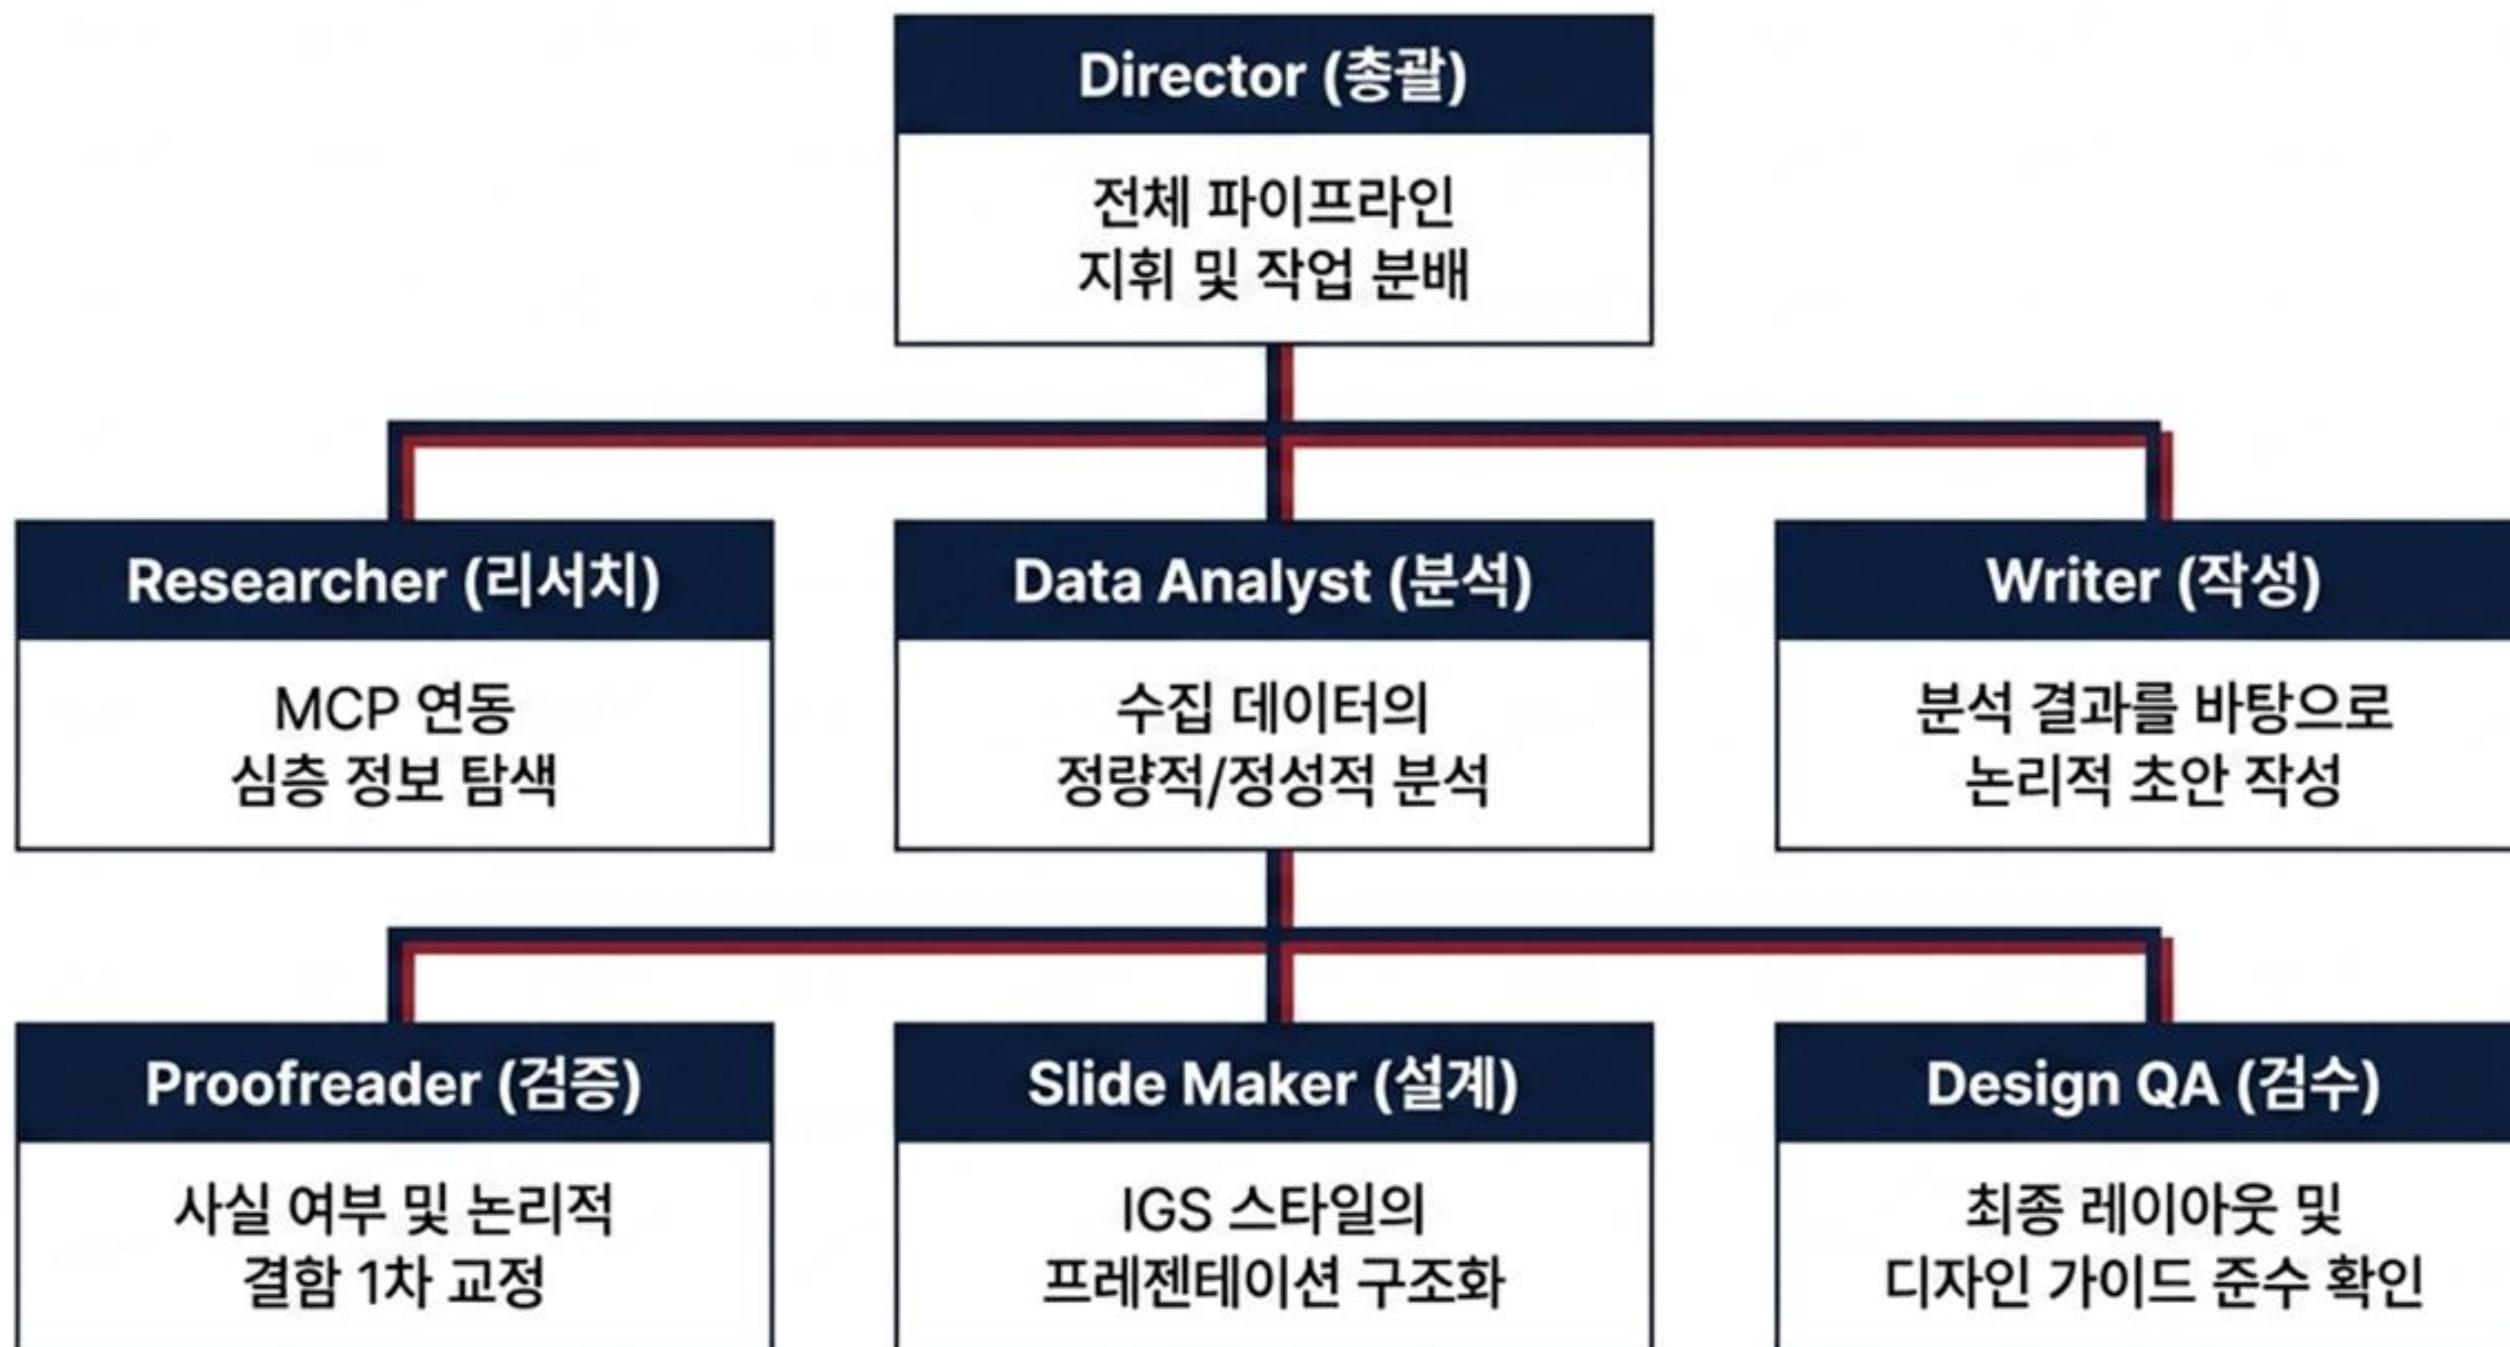 Director (총괄)
전체 파이프라인
지휘 및 작업 분배
Researcher (리서치)
MCP 연동
심층 정보 탐색
Data Analyst (분석)
수집 데이터의
정량적/정성적 분석
Writer (작성)
분석 결과를 바탕으로
논리적 초안 작성
Proofreader (검증)
사실 여부 및 논리적
결함 1차 교정
Slide Maker (설계)
IGS 스타일의
프레젠테이션 구조화
Design QA (검수)
최종 레이아웃 및
디자인 가이드 준수 확인